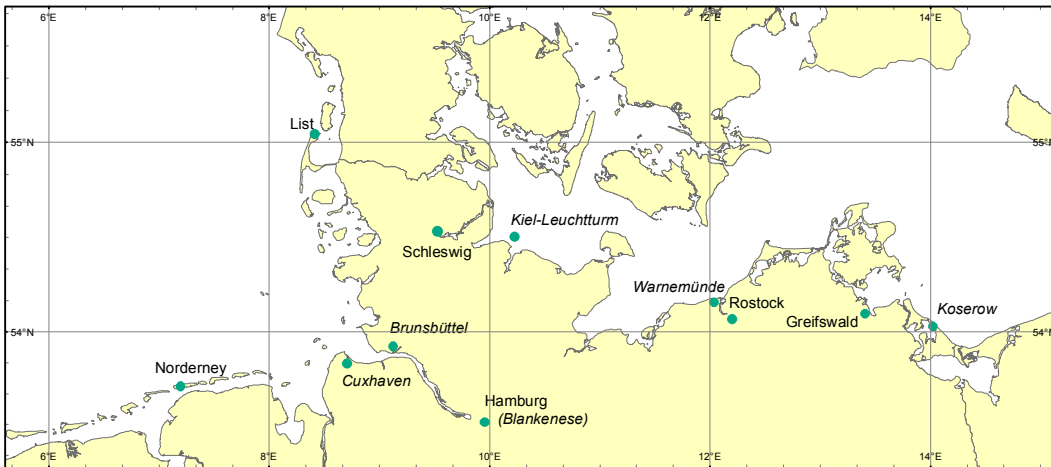 6°E
8°E
10°E
12°E
14°E
List
55°N
55°N
Kiel-Leuchtturm
Schleswig
Warnemünde
Rostock
Greifswald
Koserow
54°N
54°N
Brunsbüttel
Cuxhaven
Norderney
Hamburg
(Blankenese)
6°E
8°E
10°E
12°E
14°E